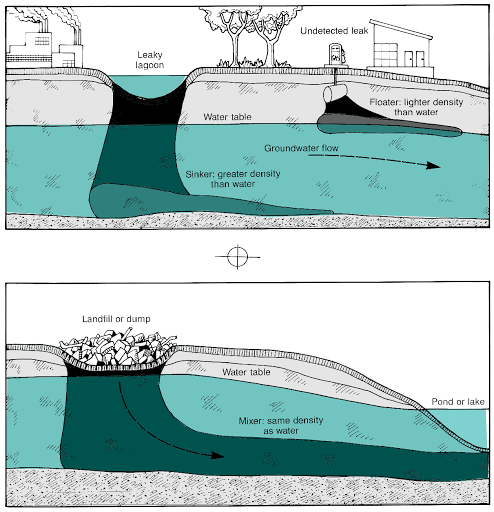 Undetected leak
Leaky
lagoon
Floater: lighter density
than water
Water table
Groundwater flow
Sinker: greater density
than water
Landfill or dump
Water table
Pond or lake
Mixer: same density
as water